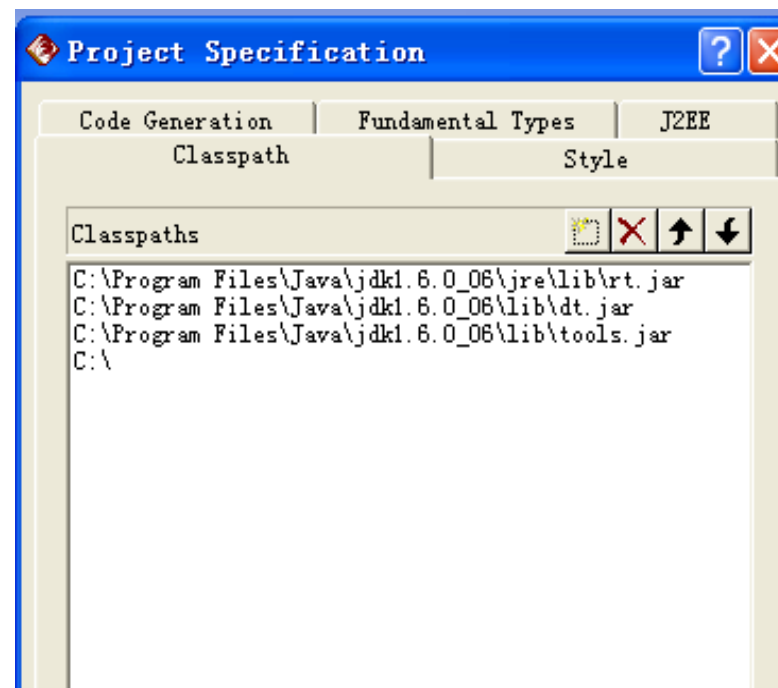 Project Specification
Code Generation Fundamental Types J2EE
Classpath Style
Classpaths
C:\Program Files\Java\jdk1.6.0_06\jre\lib\rt.jar
C:\Program Files\Java\jdk1.6.0_06\lib\dt.jar
C:\Program Files\Java\jdk1.6.0_06\lib\tools.jar
C:\